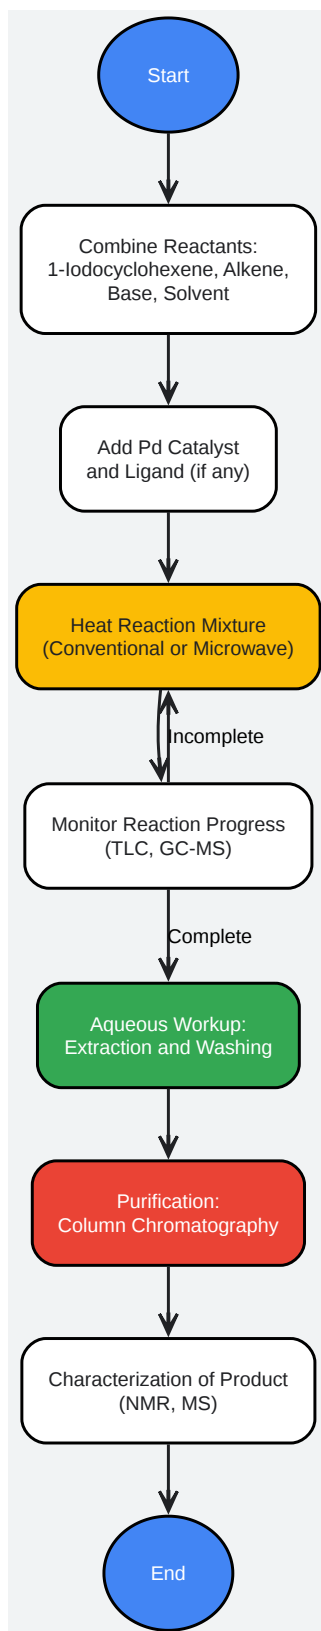 Start
Combine Reactants:
1-Iodocyclohexene, Alkene,
Base, Solvent
Add Pd Catalyst
and Ligand (if any)
Heat Reaction Mixture
(Conventional or Microwave)
Incomplete
Monitor Reaction Progress
(TLC, GC-MS)
Complete
Aqueous Workup:
Extraction and Washing
Purification:
Column Chromatography
Characterization of Product
(NMR, MS)
End